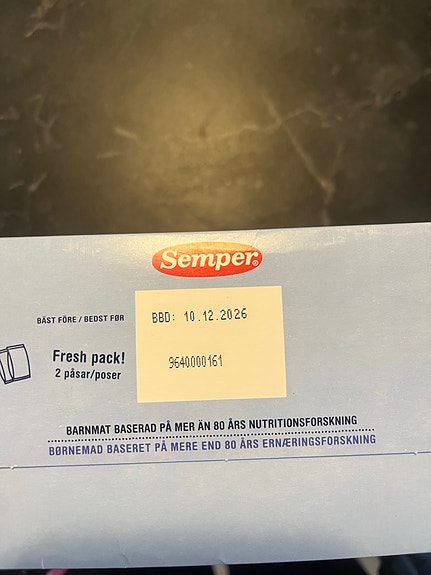 Semper®
BÄST FÖRE / BEDST FØR
BBD: 10.12.2026
Fresh pack!
2 påsar/poser
9640000161
BARNMAT BASERAD PÅ MER ÄN 80 ÅRS NUTRITIONSFORSKNING
BØRNEMAD BASERET PÅ MERE END 80 ÅRS ERNÆRINGSFORSKNING